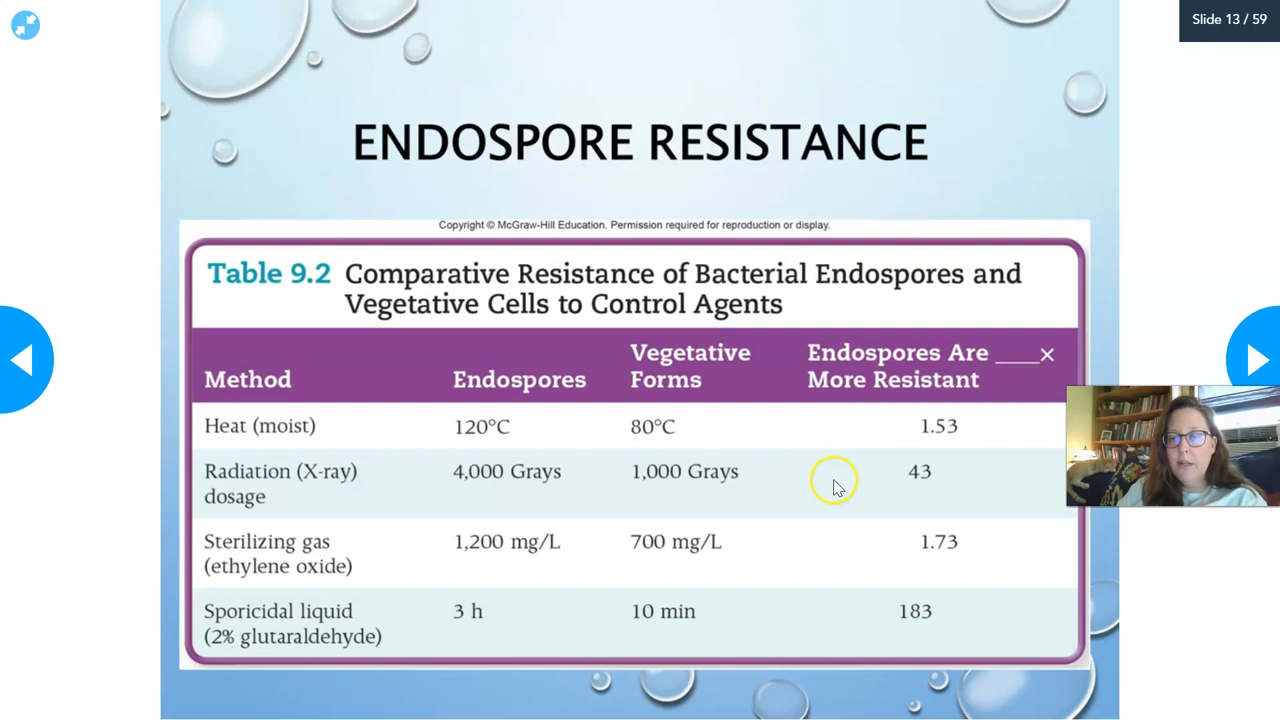 Slide 13 / 59
ENDOSPORE RESISTANCE
Copyright © McGraw-Hill Education. Permission required for reproduction or display.
Table 9.2 Comparative Resistance of Bacterial Endospores and
Vegetative Cells to Control Agents
Method Endospores Vegetative Forms Endospores Are ____× More Resistant
Heat (moist) 120°C 80°C 1.53
Radiation (X-ray) dosage 4,000 Grays 1,000 Grays 43
Sterilizing gas (ethylene oxide) 1,200 mg/L 700 mg/L 1.73
Sporicidal liquid (2% glutaraldehyde) 3 h 10 min 183